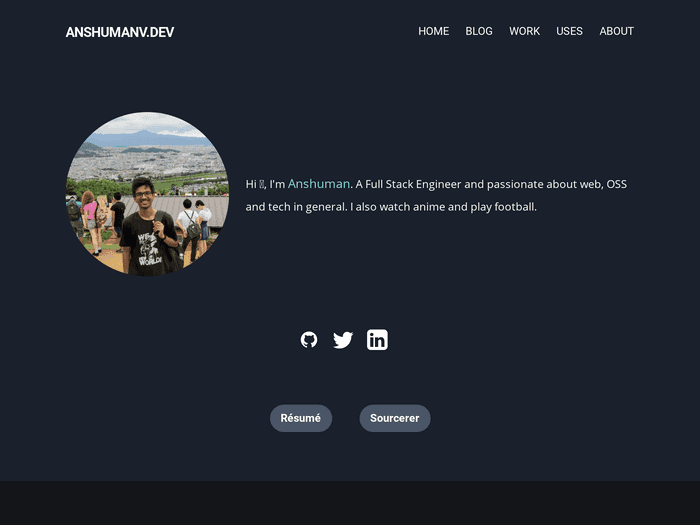 ANSHUMANV.DEV
HOME BLOG WORK USES ABOUT
Hi , I'm Anshuman. A Full Stack Engineer and passionate about web, OSS
and tech in general. I also watch anime and play football.
Résumé
Sourcerer